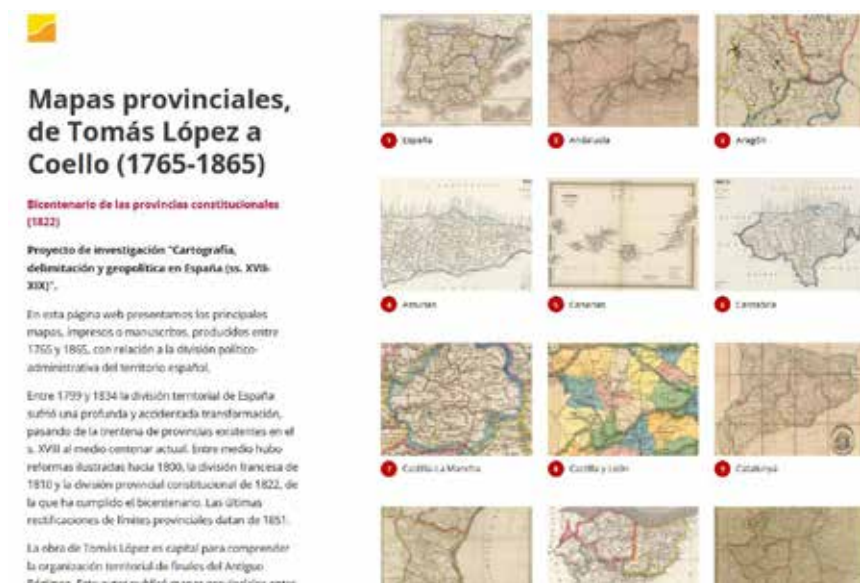 Mapas provinciales,
de Tomás López a
Coello (1765-1865)
Bicentenario de las provincias constitucionales
(1822)
Proyecto de investigación "Cartografía,
delimitación y geopolítica en España (ss. XVII-
XIX)".
En esta página web presentamos los principales
mapas, impresos o manuscritos, producidos entre
1765 y 1865, con relación a la división político-
administrativa del territorio español.
Entre 1799 y 1834 la división territorial de España
sufrió una profunda y accidentada transformación,
pasando de la treintena de provincias existentes en el
s. XVIII al medio centenar actual. Entre medio hubo
reformas ilustradas hacia 1800, la división francesa de
1810 y la división provincial constitucional de 1822, de
la que ha cumplido el bicentenario. Las últimas
rectificaciones de límites provinciales datan de 1851.
La obra de Tomás López es capital para comprender
la organización territorial de finales del Antiguo
1 España
2 Andalucía
3 Aragón
4 Asturias
5 Canarias
6 Cantabria
7 Castilla-La Mancha
8 Castilla y León
9 Catalunya